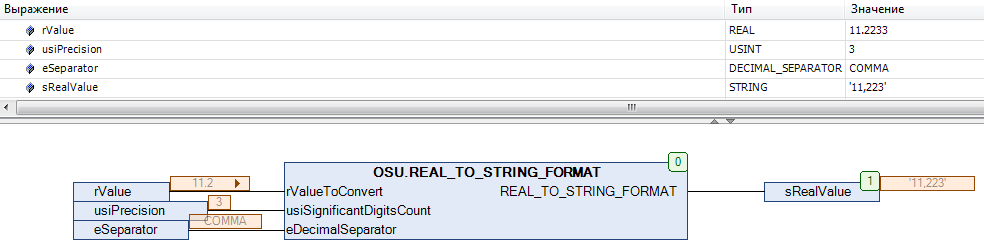 Выражение Тип Значение
rValue REAL 11.2233
usiPrecision USINT 3
eSeparator DECIMAL_SEPARATOR COMMA
sRealValue STRING '11,223'
0
OSU.REAL_TO_STRING_FORMAT
rValue 11.2 rValueToConvert REAL_TO_STRING_FORMAT sRealValue 1 '11,223'
usiPrecision 3 usiSignificantDigitsCount
eSeparator COMMA eDecimalSeparator